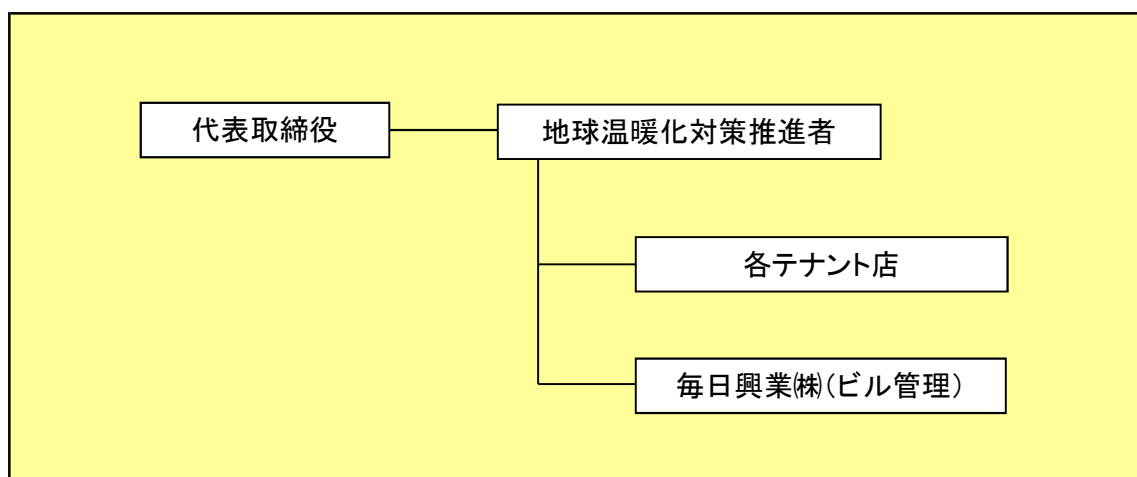 代表取締役
地球温暖化対策推進者
各テナント店
毎日興業㈱(ビル管理)